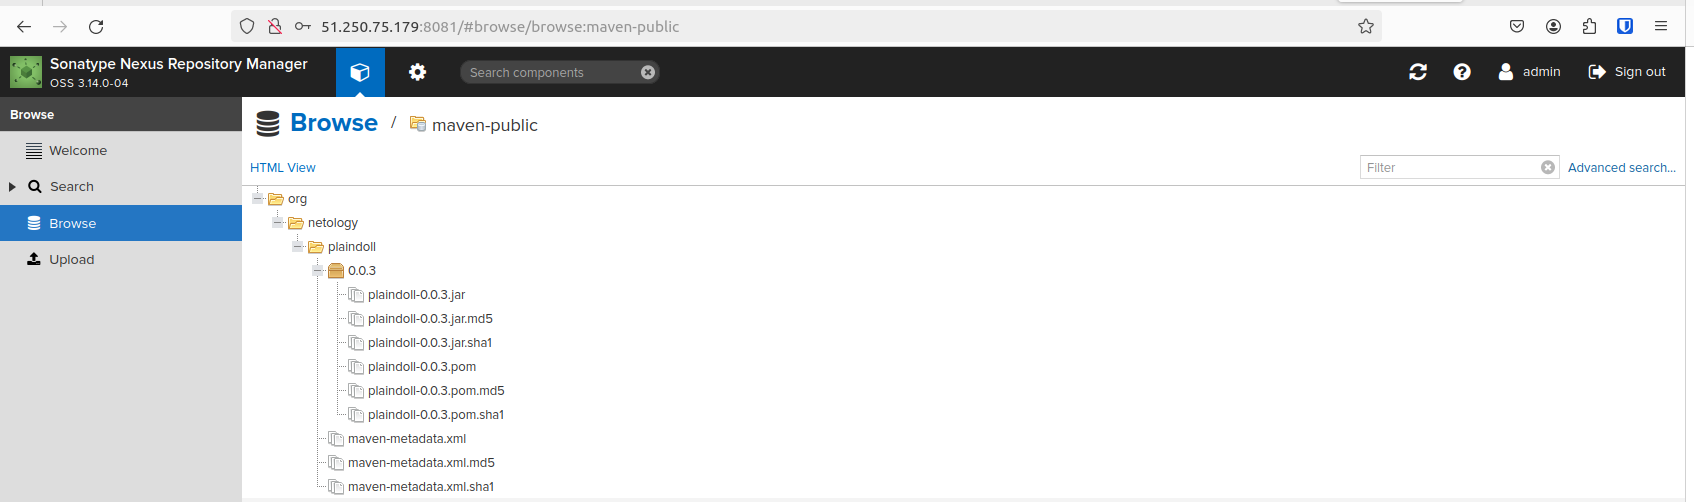 51.250.75.179:8081/#browse/browse:maven-public
Sonatype Nexus Repository Manager
OSS 3.14.0-04
Search components
admin
Sign out
Browse
Welcome
Search
Browse
Upload
Browse / maven-public
HTML View
Filter
Advanced search...
org
netology
plaindoll
0.0.3
plaindoll-0.0.3.jar
plaindoll-0.0.3.jar.md5
plaindoll-0.0.3.jar.sha1
plaindoll-0.0.3.pom
plaindoll-0.0.3.pom.md5
plaindoll-0.0.3.pom.sha1
maven-metadata.xml
maven-metadata.xml.md5
maven-metadata.xml.sha1